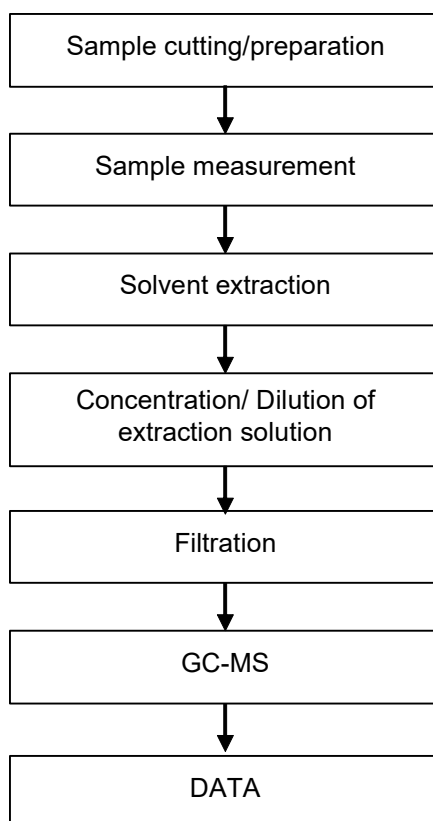 Sample cutting/preparation
Sample measurement
Solvent extraction
Concentration/ Dilution of
extraction solution
Filtration
GC-MS
DATA